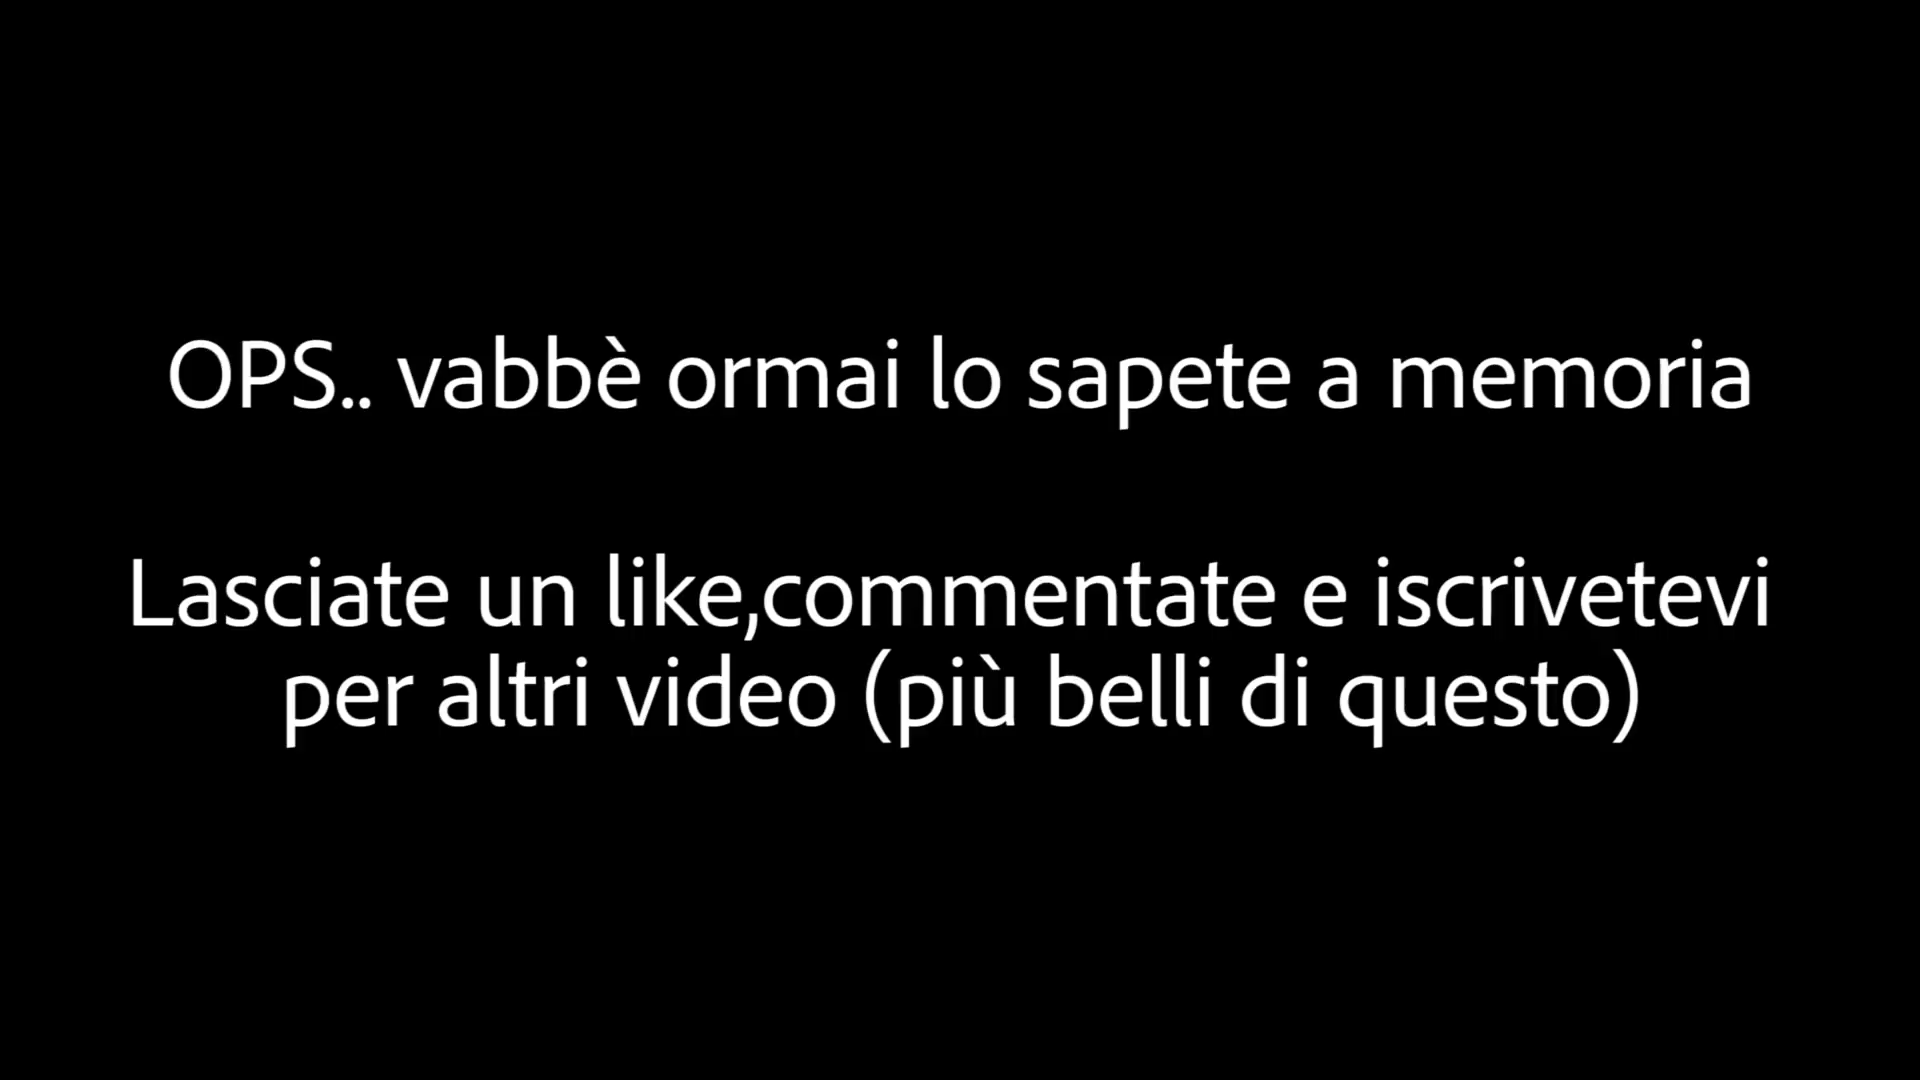 OPS.. vabbè ormai lo sapete a memoria
Lasciate un like,commentate e iscrivetevi
per altri video (più belli di questo)